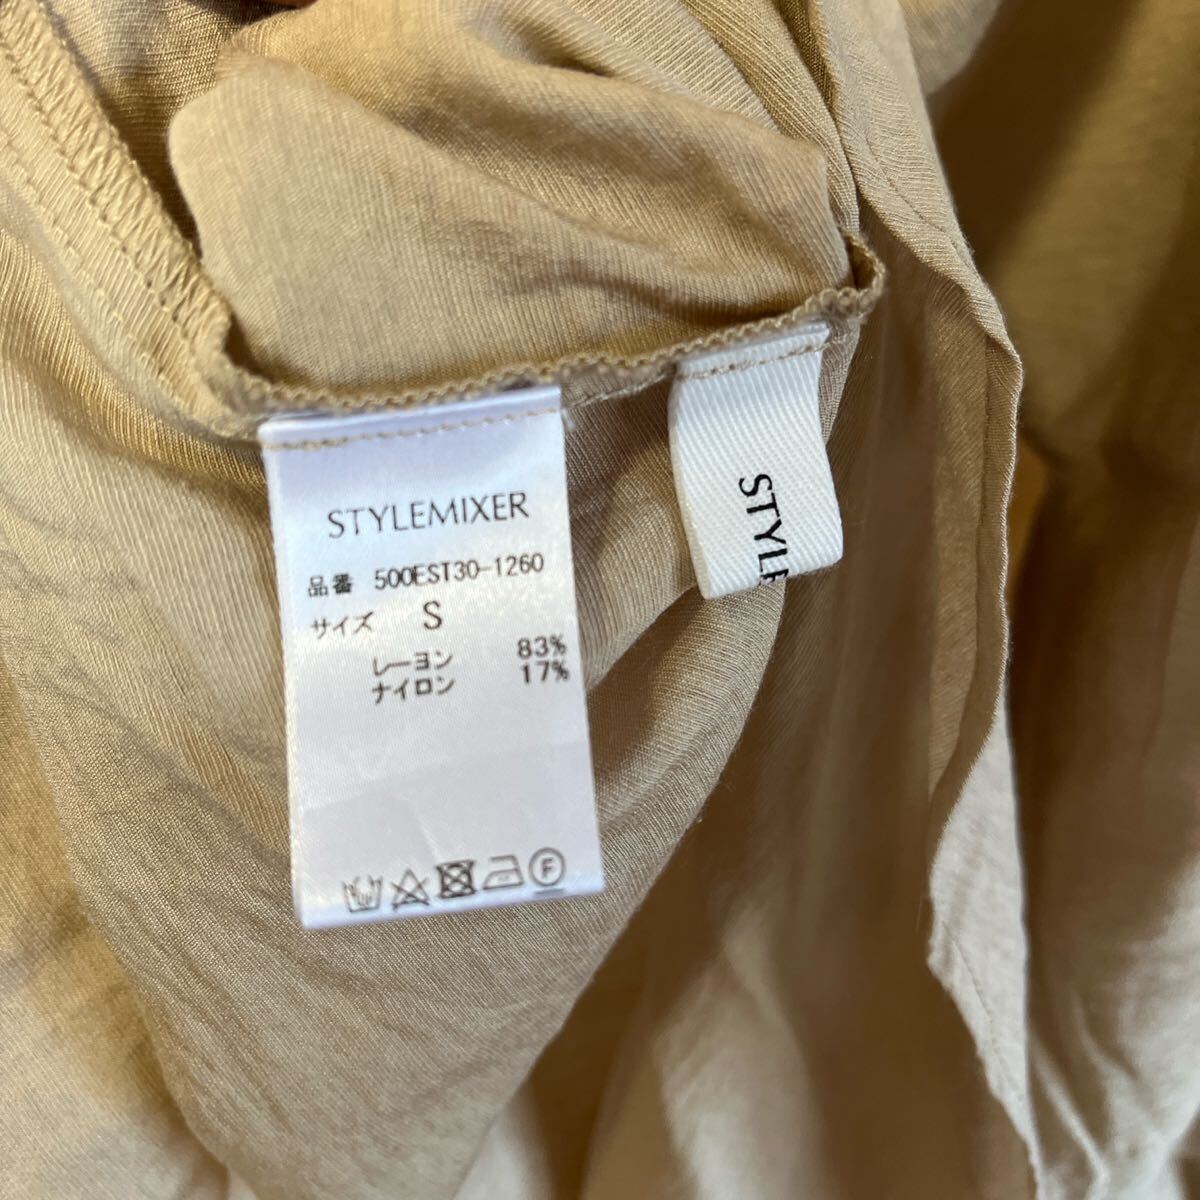 STYLEMIXER
品番 500EST30-1260
サイズ S
レーヨン 83%
ナイロン 17%
F
STYLE